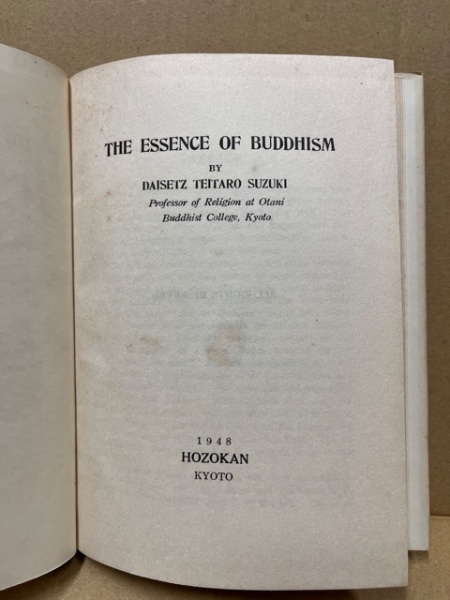 THE ESSENCE OF BUDDHISM
BY
DAISETZ TEITARO SUZUKI
Professor of Religion at Otani
Buddhist College, Kyoto
1948
HOZOKAN
KYOTO